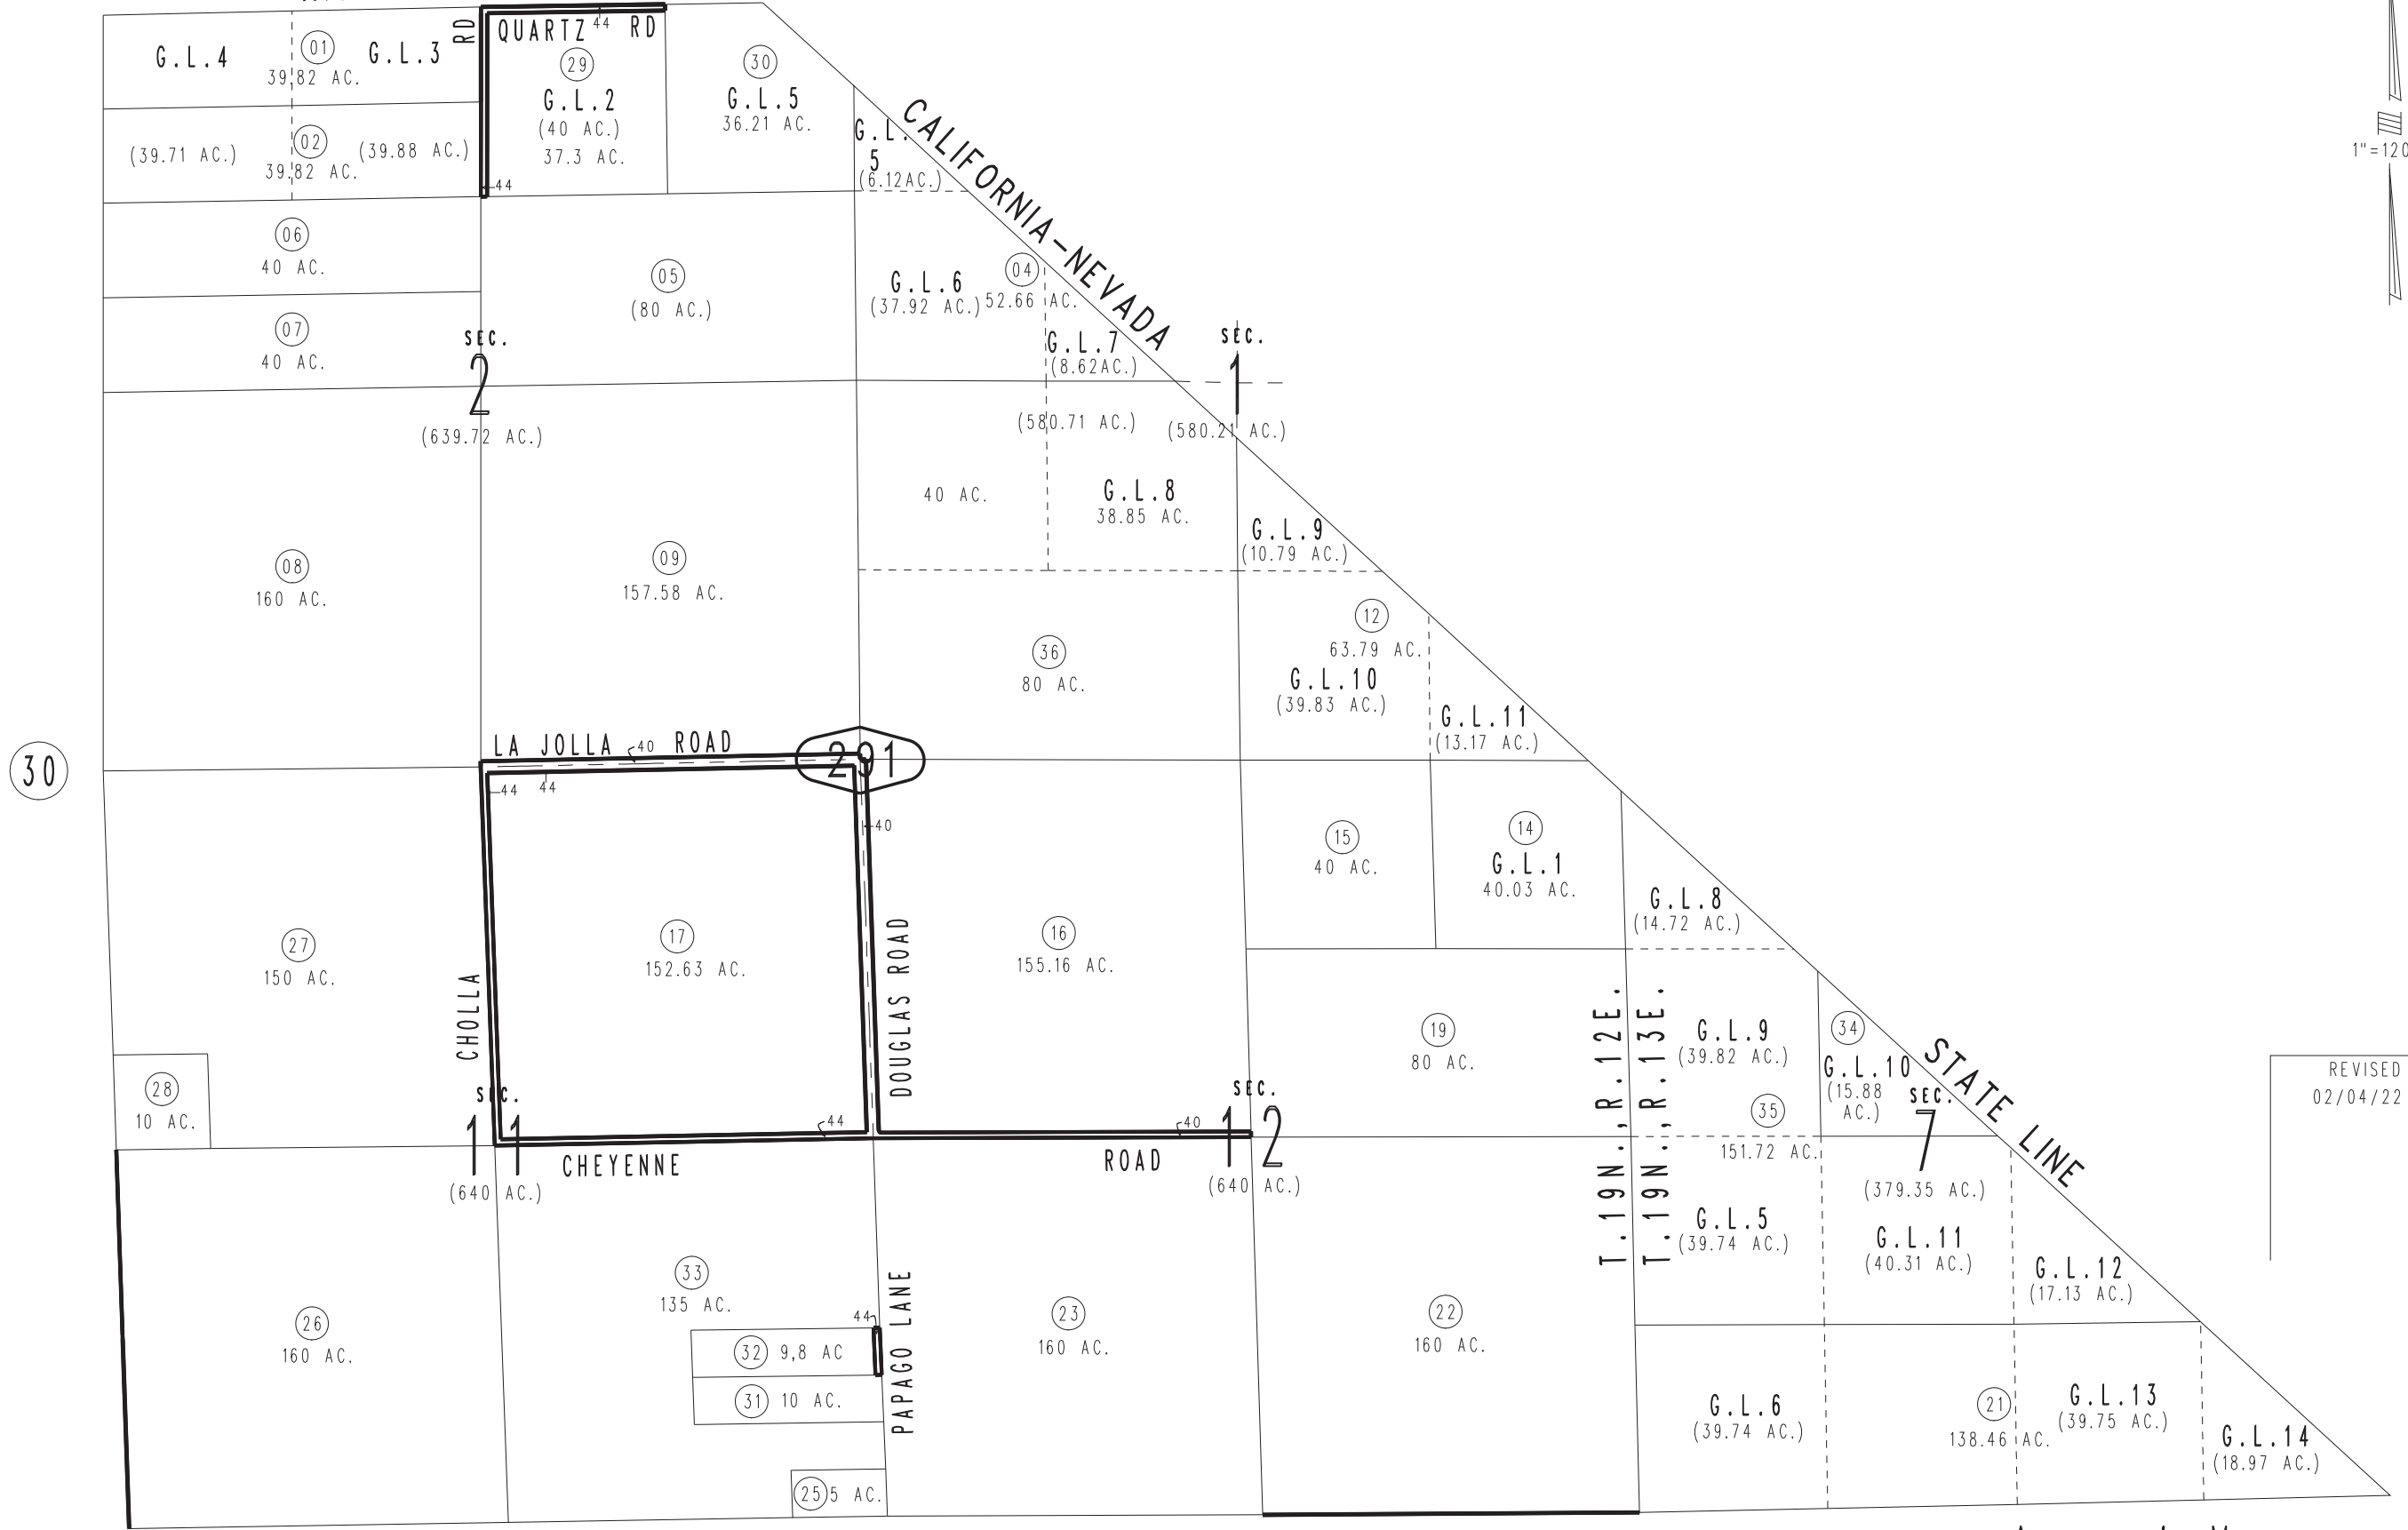 RD
QUARTZ 44 RD
G.L.4
01
39.82 AC.
G.L.3
29
G.L.2
(40 AC.)
37.3 AC.
30
G.L.5
36.21 AC.
(39.71 AC.)
02
39.82 AC.
(39.88 AC.)
44
G.L.
5
(6.12AC.)
CALIFORNIA-NEVADA
1"=120
06
40 AC.
05
(80 AC.)
G.L.6
(37.92 AC.)
04
52.66 AC.
07
40 AC.
SEC.
2
(639.72 AC.)
G.L.7
(8.62AC.)
SEC.
1
(580.71 AC.)
(580.21 AC.)
40 AC.
G.L.8
38.85 AC.
G.L.9
(10.79 AC.)
08
160 AC.
09
157.58 AC.
36
80 AC.
12
63.79 AC.
G.L.10
(39.83 AC.)
G.L.11
(13.17 AC.)
30
LA JOLLA 40 ROAD
291
44
44
40
15
40 AC.
14
G.L.1
40.03 AC.
G.L.8
(14.72 AC.)
27
150 AC.
CHOLLA
17
152.63 AC.
DOUGLAS ROAD
16
155.16 AC.
19
80 AC.
T.19N.,R.12E.
T.19N.,R.13E.
G.L.9
(39.82 AC.)
34
G.L.10
(15.88
AC.)
STATE LINE
REVISED
02/04/22
28
10 AC.
SEC.
11
(640 AC.)
44
CHEYENNE
ROAD
40
SEC.
12
(640 AC.)
35
151.72 AC.
SEC.
7
(379.35 AC.)
G.L.5
(39.74 AC.)
G.L.11
(40.31 AC.)
G.L.12
(17.13 AC.)
26
160 AC.
33
135 AC.
44
32 9,8 AC
31 10 AC.
PAPAGO LANE
23
160 AC.
22
160 AC.
G.L.6
(39.74 AC.)
21
138.46 AC.
G.L.13
(39.75 AC.)
G.L.14
(18.97 AC.)
25 5 AC.